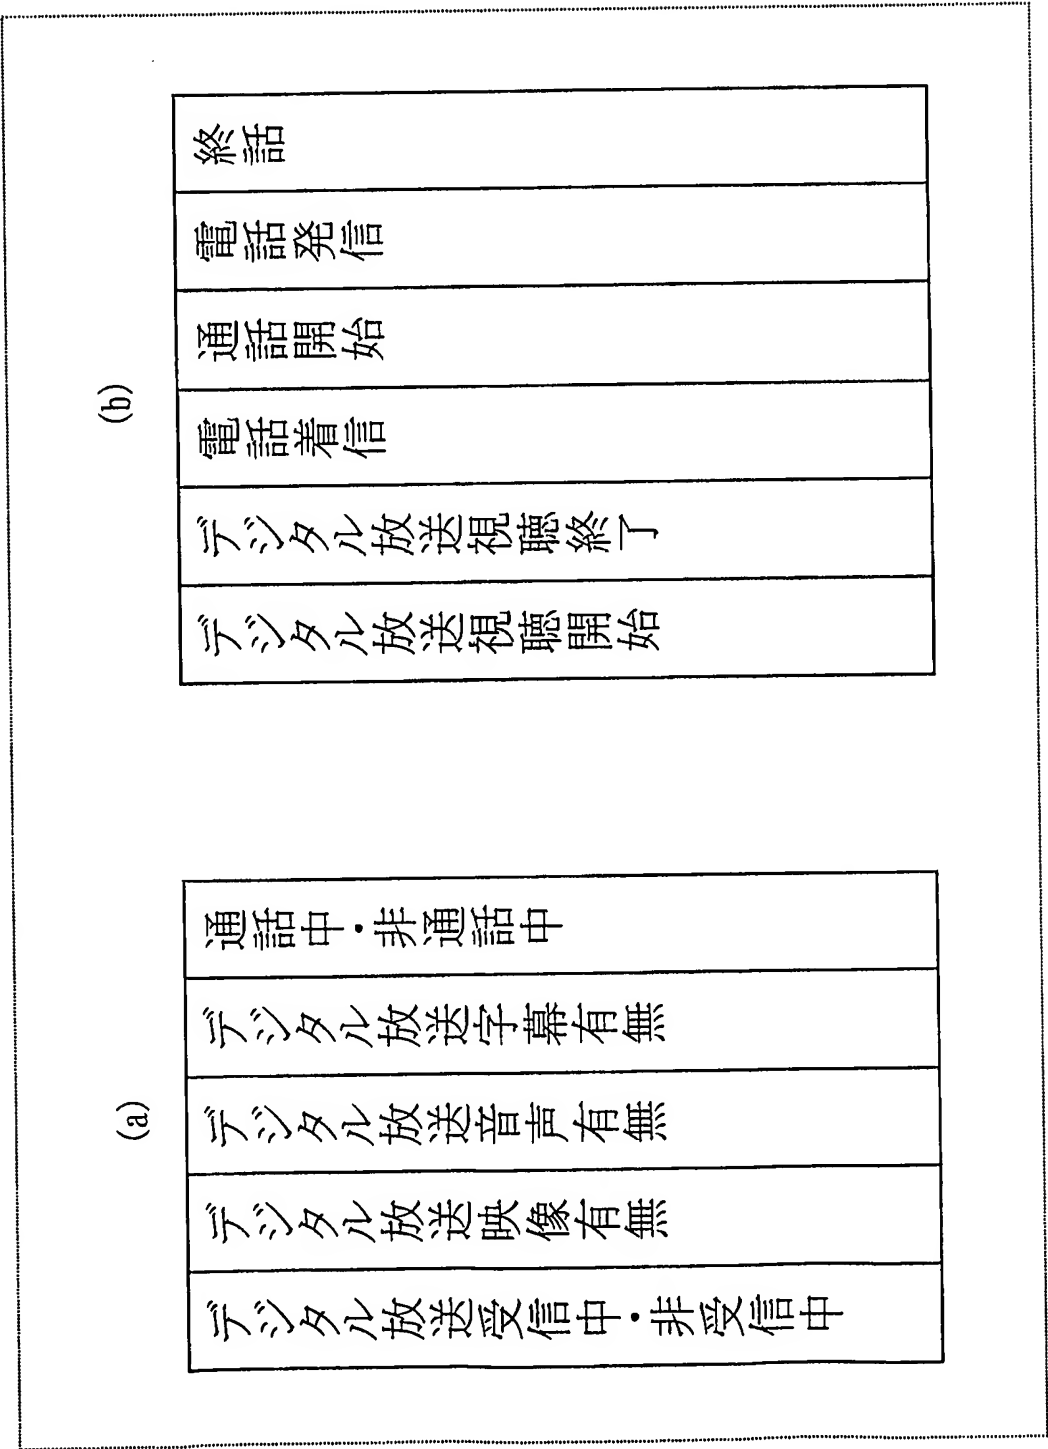 (a)
デジタル放送受信中・非受信中
デジタル放送映像有無
デジタル放送音声有無
デジタル放送字幕有無
通話中・非通話中
(b)
デジタル放送視聴開始
デジタル放送視聴終了
電話着信
通話開始
電話発信
終話